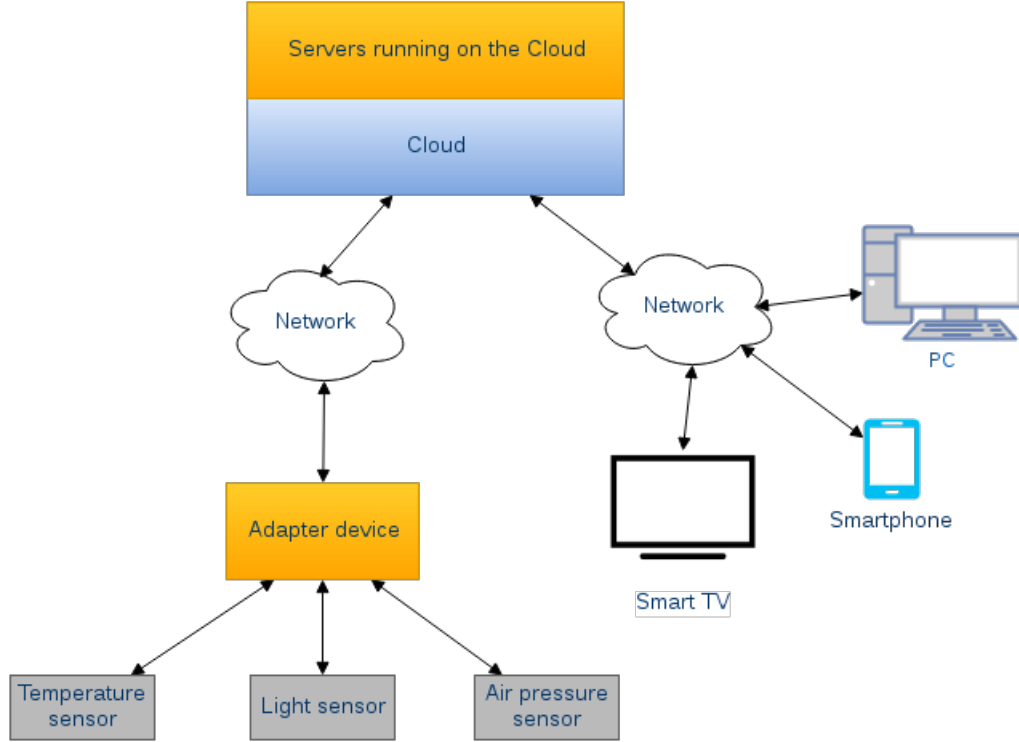 Servers running on the Cloud
Cloud
Network
Network
PC
Adapter device
Smartphone
Smart TV
Temperature
sensor
Light sensor
Air pressure
sensor